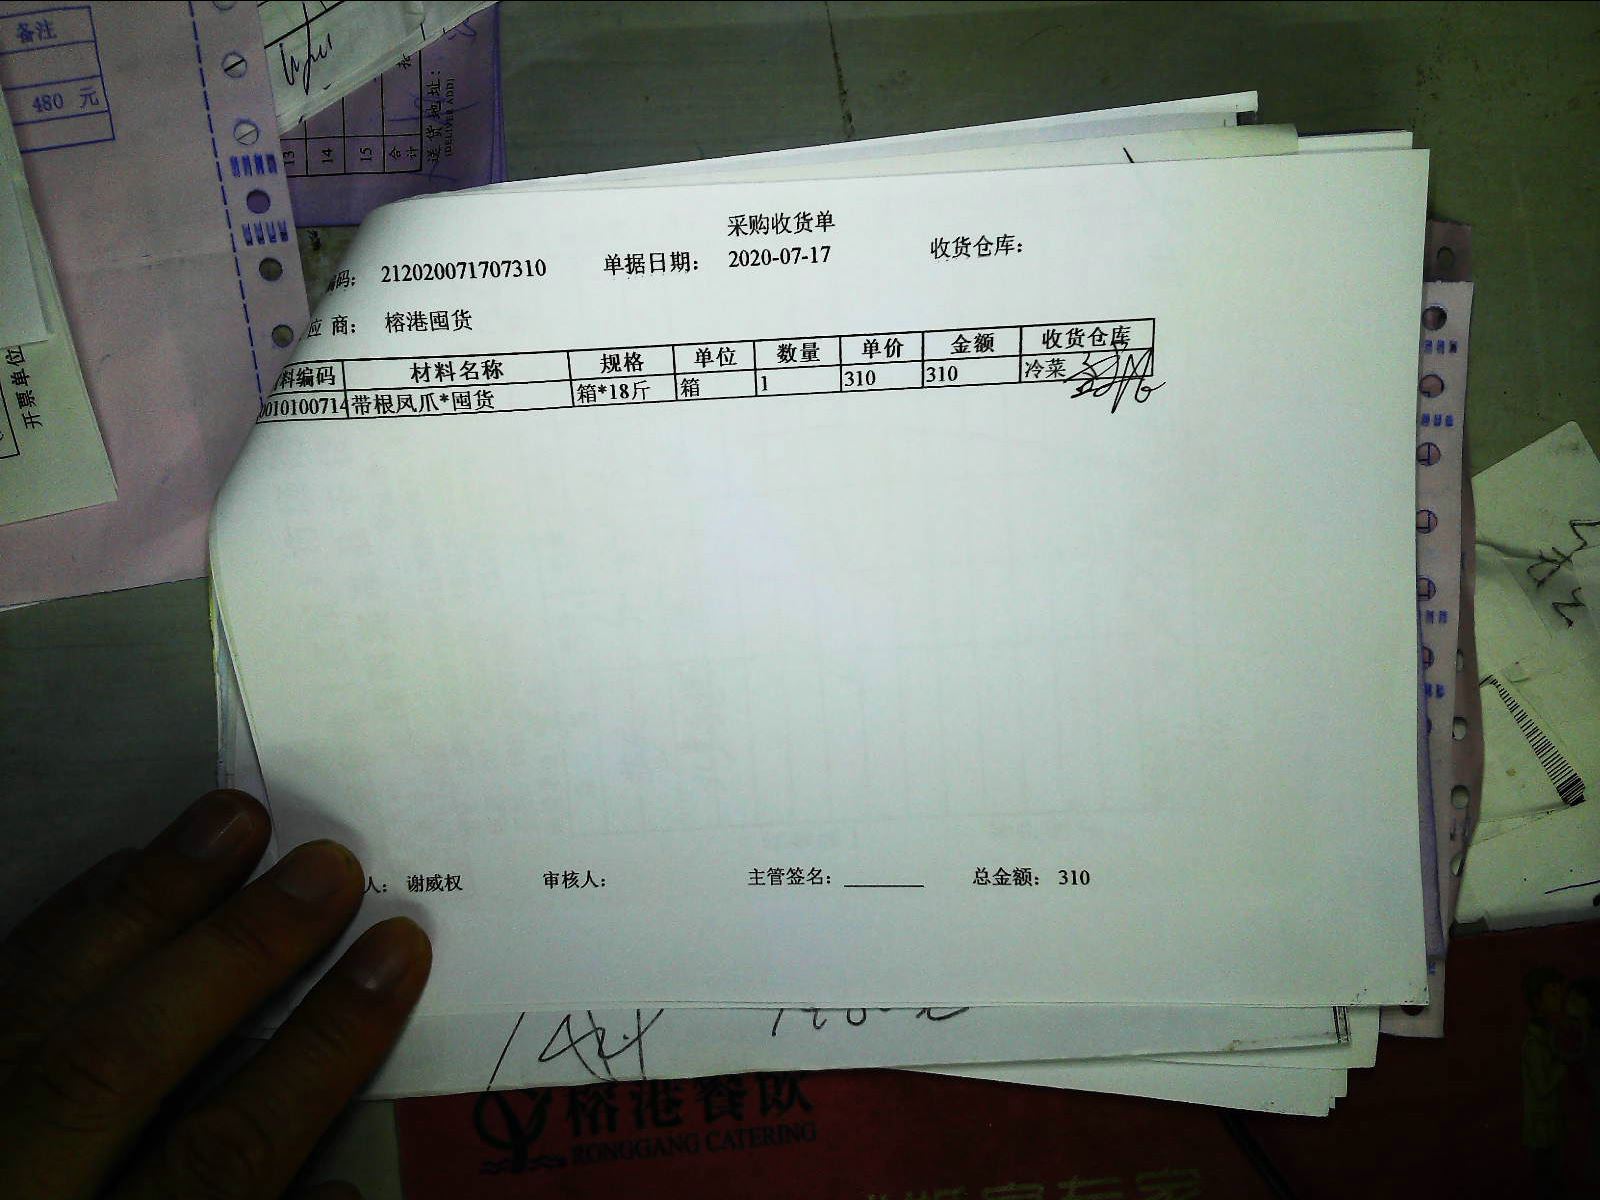 备注
480 元
13
14
15
合计
送货地址:
(DELIVER ADD)
开票单位
采购收货单
编码: 212020071707310 单据日期: 2020-07-17 收货仓库:
应商: 榕港囤货
料编码 材料名称 规格 单位 数量 单价 金额 收货仓库
0010100714 带根凤爪*囤货 箱*18斤 箱 1 310 310 冷菜
人: 谢威权 审核人: 主管签名: ________ 总金额: 310
榕港餐饮
RONGGANG CATERING